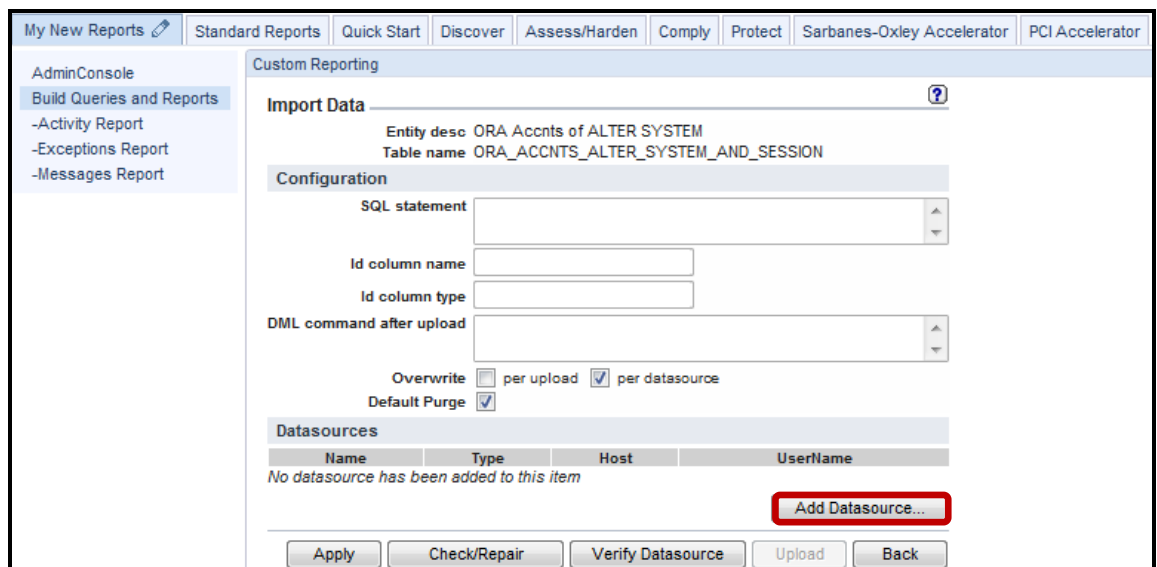 My New Reports Standard Reports Quick Start Discover Assess/Harden Comply Protect Sarbanes-Oxley Accelerator PCI Accelerator
AdminConsole
Build Queries and Reports
-Activity Report
-Exceptions Report
-Messages Report
Custom Reporting
Import Data ?
Entity desc ORA Accnts of ALTER SYSTEM
Table name ORA_ACCNTS_ALTER_SYSTEM_AND_SESSION
Configuration
SQL statement
Id column name
Id column type
DML command after upload
Overwrite per upload per datasource
Default Purge
Datasources
Name Type Host UserName
No datasource has been added to this item
Add Datasource...
Apply Check/Repair Verify Datasource Upload Back